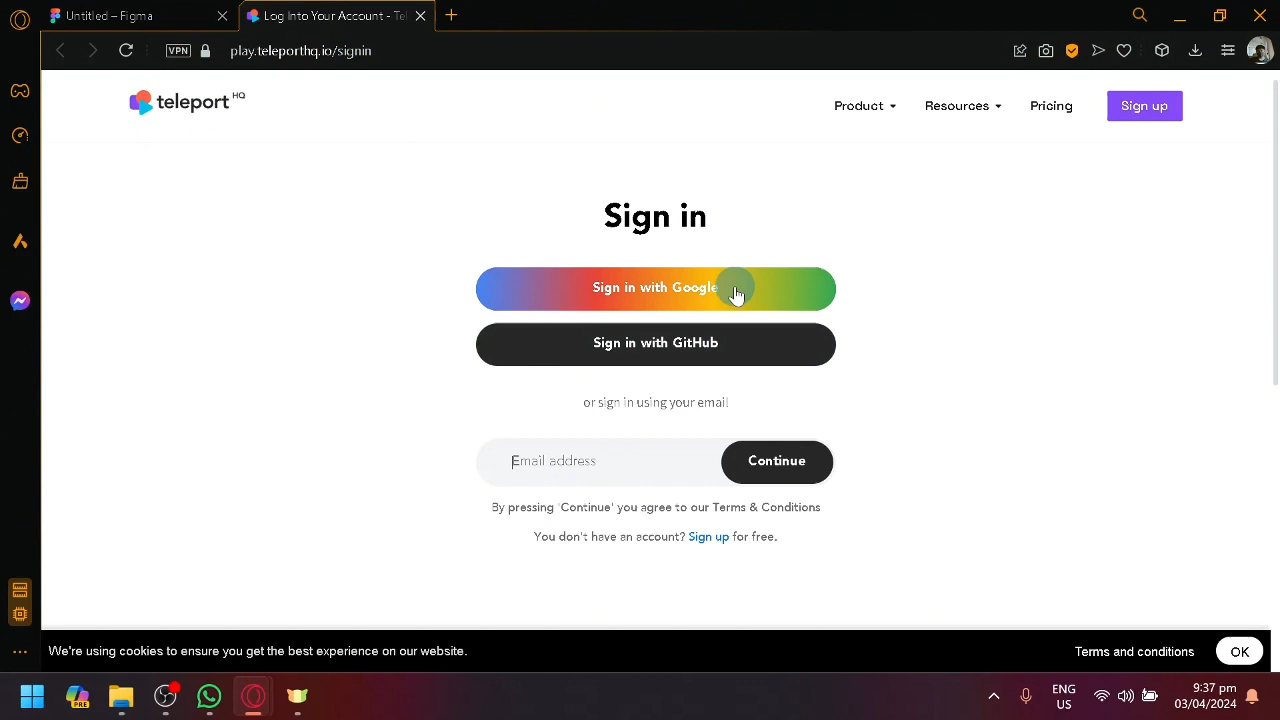 Untitled – Figma
Log Into Your Account - Tel
VPN play.teleporthq.io/signin
teleport HQ
Product Resources Pricing Sign up
Sign in
Sign in with Google
Sign in with GitHub
or sign in using your email
Email address Continue
By pressing 'Continue' you agree to our Terms & Conditions
You don't have an account? Sign up for free.
We're using cookies to ensure you get the best experience on our website. Terms and conditions OK
PRE
ENG
US
9:37 pm
03/04/2024